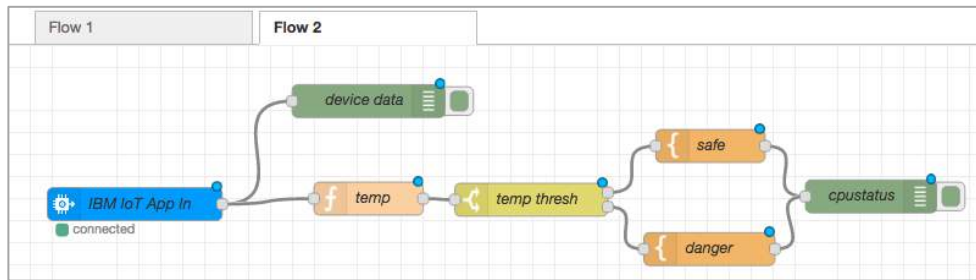 Flow 1
Flow 2
device data
safe
IBM IoT App In
connected
temp
temp thresh
cpustatus
danger